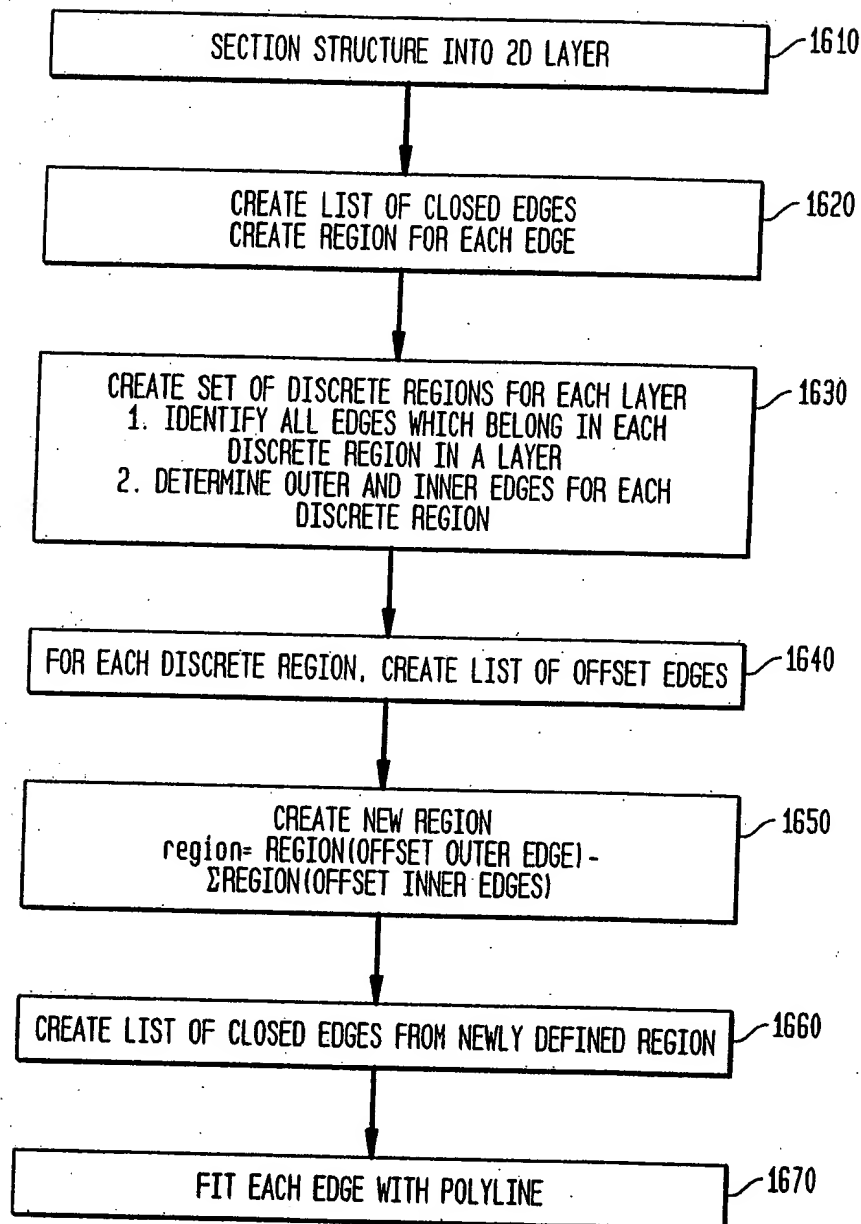 SECTION STRUCTURE INTO 2D LAYER
1610
CREATE LIST OF CLOSED EDGES
CREATE REGION FOR EACH EDGE
1620
CREATE SET OF DISCRETE REGIONS FOR EACH LAYER
1. IDENTIFY ALL EDGES WHICH BELONG IN EACH
DISCRETE REGION IN A LAYER
2. DETERMINE OUTER AND INNER EDGES FOR EACH
DISCRETE REGION
1630
FOR EACH DISCRETE REGION, CREATE LIST OF OFFSET EDGES
1640
CREATE NEW REGION
region= REGION(OFFSET OUTER EDGE)-
ΣREGION(OFFSET INNER EDGES)
1650
CREATE LIST OF CLOSED EDGES FROM NEWLY DEFINED REGION
1660
FIT EACH EDGE WITH POLYLINE
1670